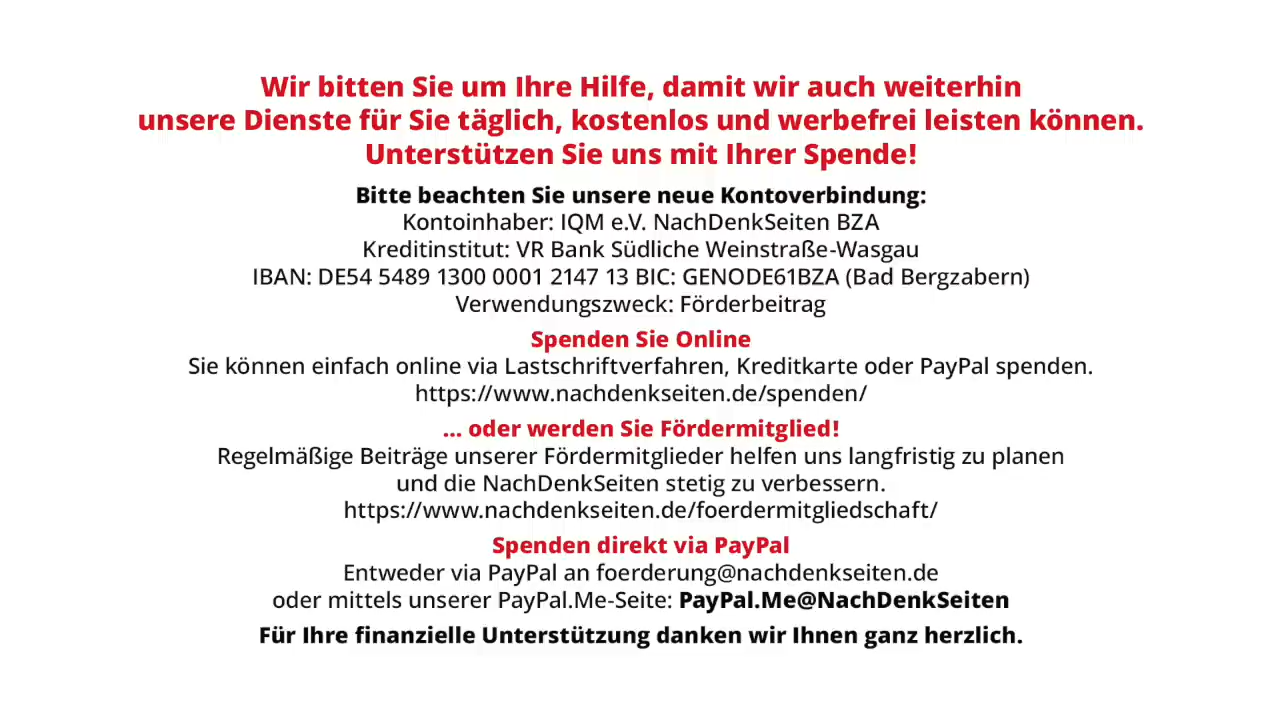 Wir bitten Sie um Ihre Hilfe, damit wir auch weiterhin
unsere Dienste für Sie täglich, kostenlos und werbefrei leisten können.
Unterstützen Sie uns mit Ihrer Spende!
Bitte beachten Sie unsere neue Kontoverbindung:
Kontoinhaber: IQM e.V. NachDenkSeiten BZA
Kreditinstitut: VR Bank Südliche Weinstraße-Wasgau
IBAN: DE54 5489 1300 0001 2147 13 BIC: GENODE61BZA (Bad Bergzabern)
Verwendungszweck: Förderbeitrag
Spenden Sie Online
Sie können einfach online via Lastschriftverfahren, Kreditkarte oder PayPal spenden.
https://www.nachdenkseiten.de/spenden/
... oder werden Sie Fördermitglied!
Regelmäßige Beiträge unserer Fördermitglieder helfen uns langfristig zu planen
und die NachDenkSeiten stetig zu verbessern.
https://www.nachdenkseiten.de/foerdermitgliedschaft/
Spenden direkt via PayPal
Entweder via PayPal an foerderung@nachdenkseiten.de
oder mittels unserer PayPal.Me-Seite: PayPal.Me@NachDenkSeiten
Für Ihre finanzielle Unterstützung danken wir Ihnen ganz herzlich.